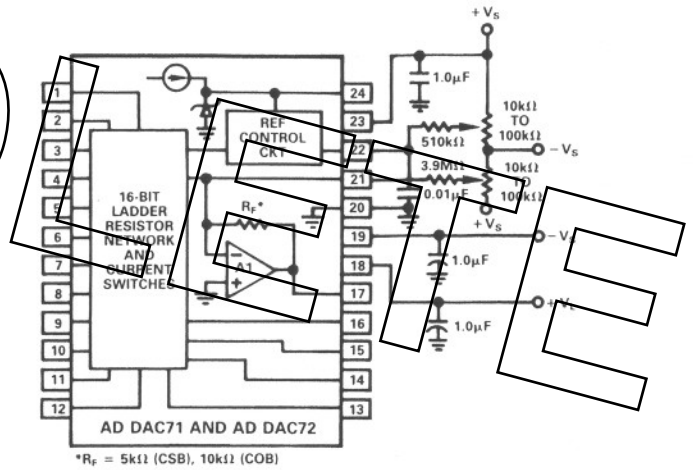 + VS
1 24
2 23
3 22
4 21
5 20
6 19
7 18
8 17
9 16
10 15
11 14
12 13
REF
CONTROL
CKT
16-BIT
LADDER
RESISTOR
NETWORK
AND
CURRENT
SWITCHES
RF*
A1
− +
1.0µF
10kΩ
TO
100kΩ
510kΩ
− VS
3.9MΩ
10kΩ
TO
100kΩ
0.01µF
+ VS
− VS
1.0µF
1.0µF
AD DAC71 AND AD DAC72
*RF = 5kΩ (CSB), 10kΩ (COB)
LETE